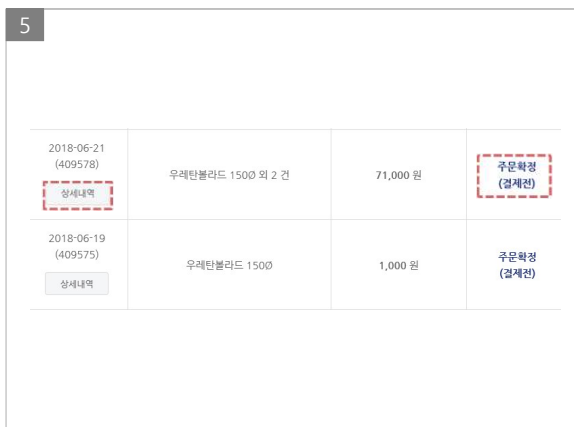 5
2018-06-21
(409578)
상세내역
우레탄볼라드 150Ø 외 2 건
71,000 원
주문확정
(결제전)
2018-06-19
(409575)
상세내역
우레탄볼라드 150Ø
1,000 원
주문확정
(결제전)